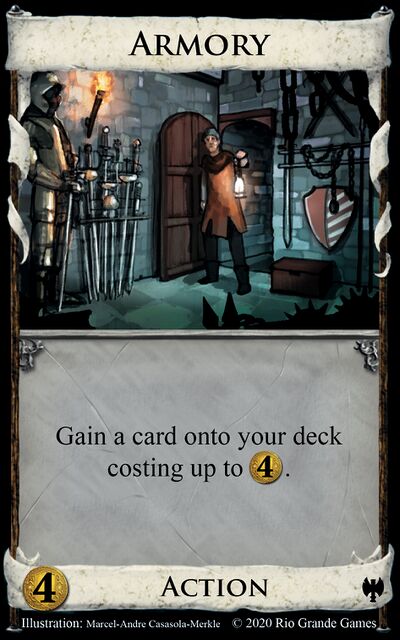 ARMORY
Gain a card onto your deck
costing up to 4.
4 ACTION
Illustration: Marcel-Andre Casasola-Merkle © 2020 Rio Grande Games